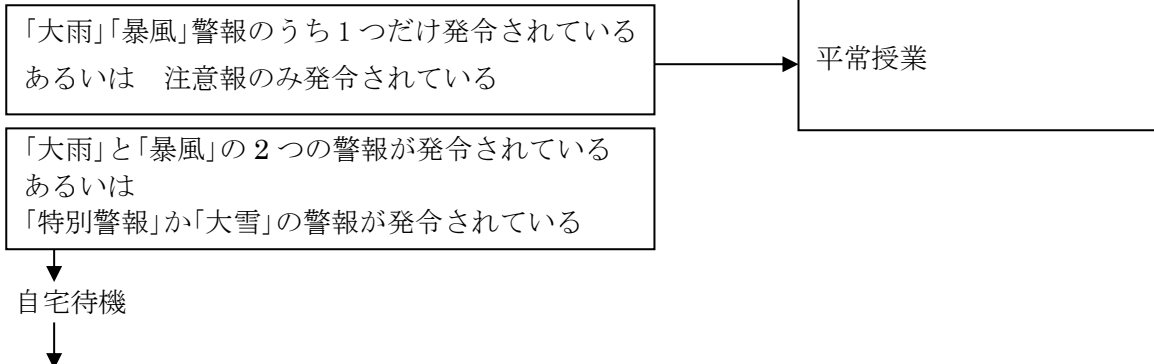 「大雨」「暴風」警報のうち１つだけ発令されている
あるいは　注意報のみ発令されている
平常授業
「大雨」と「暴風」の 2 つの警報が発令されている
あるいは
「特別警報」か「大雪」の警報が発令されている
自宅待機